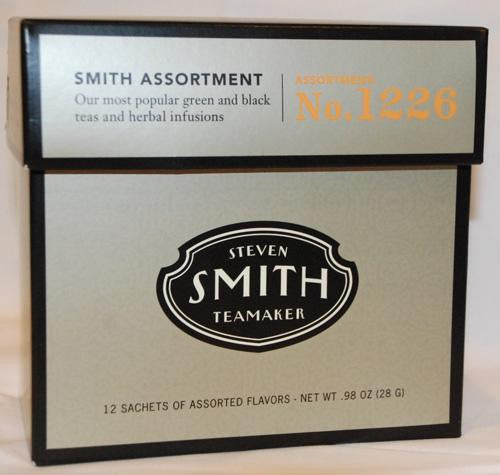 SMITH ASSORTMENT
Our most popular green and black
teas and herbal infusions
ASSORTMENT
No.1226
STEVEN
SMITH
TEAMAKER
12 SACHETS OF ASSORTED FLAVORS - NET WT .98 OZ (28 G)